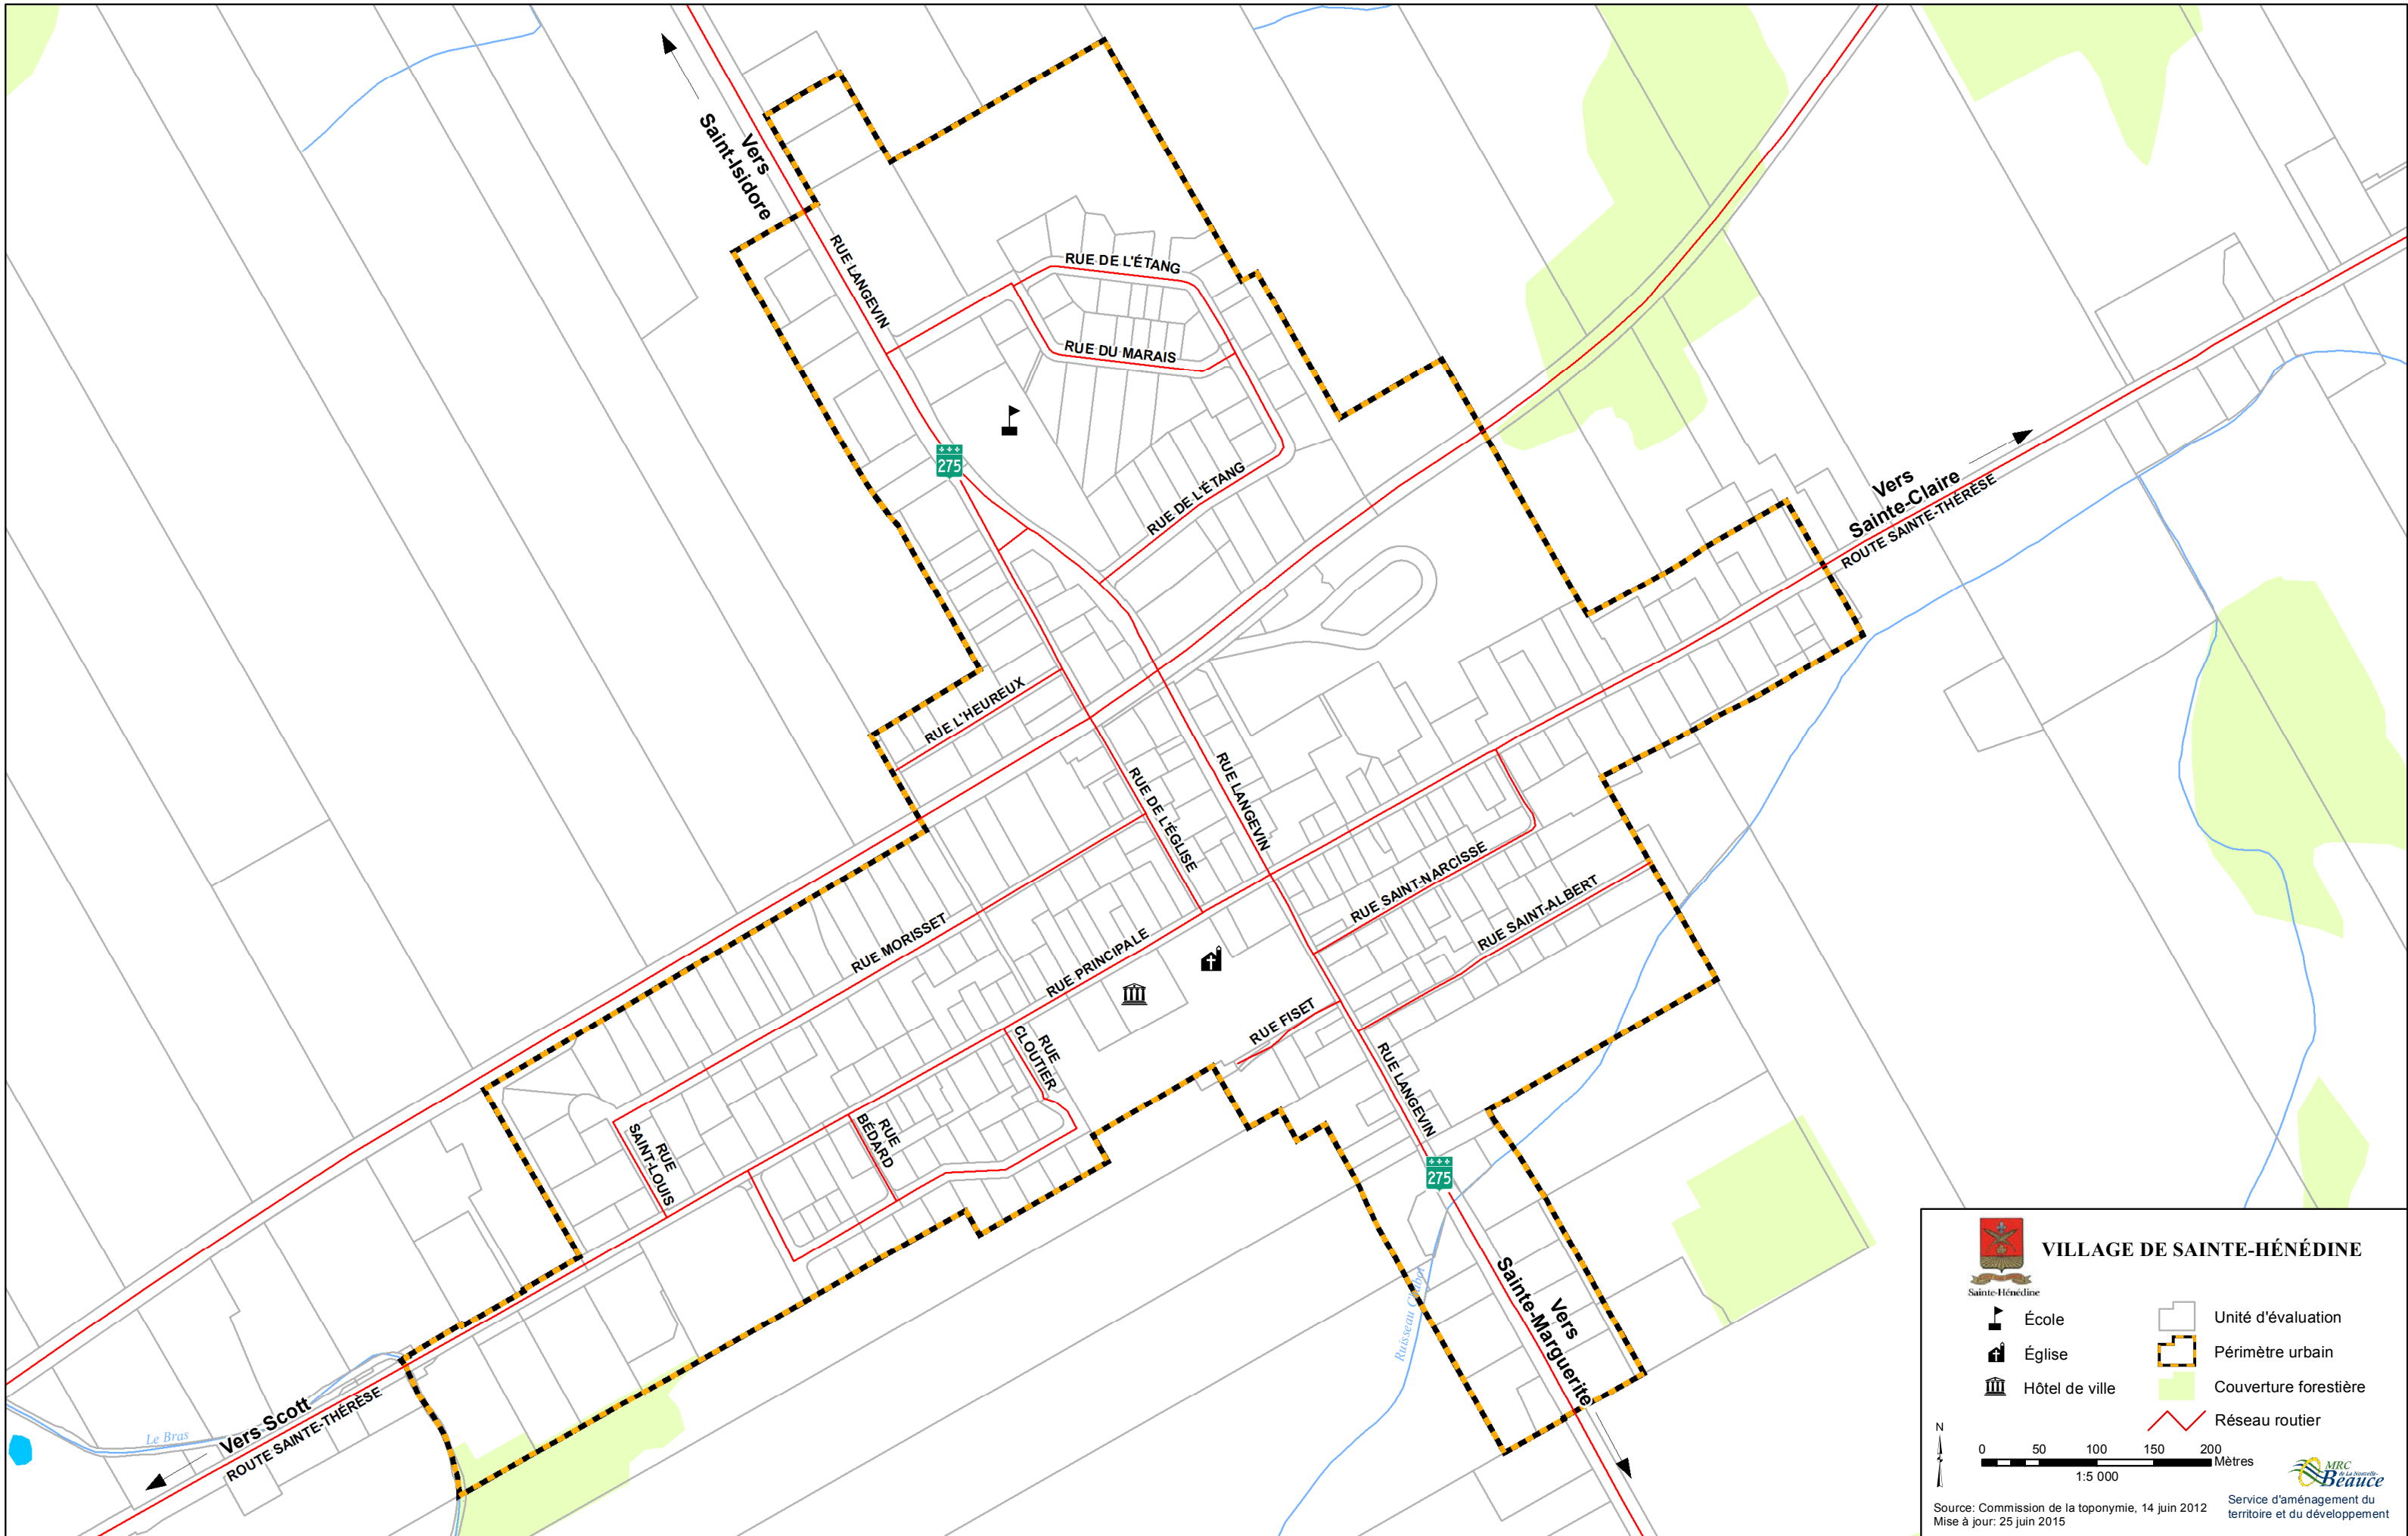 Vers
Saint-Isidore
RUE LANGEVIN
RUE DE L'ÉTANG
RUE DU MARAIS
275
RUE DE L'ÉTANG
Vers
Sainte-Claire
ROUTE SAINTE-THÉRÈSE
RUE L'HEUREUX
RUE DE L'ÉGLISE
RUE LANGEVIN
RUE SAINT-NARCISSE
RUE SAINT-ALBERT
RUE MORISSET
RUE PRINCIPALE
RUE FISET
RUE
CLOUTIER
RUE
BÉDARD
RUE
SAINT-LOUIS
RUE LANGEVIN
275
Vers
Sainte-Marguerite
Le Bras
Vers Scott
ROUTE SAINTE-THÉRÈSE
VILLAGE DE SAINTE-HÉNÉDINE
Sainte-Hénédine
École
Église
Hôtel de ville
Unité d'évaluation
Périmètre urbain
Couverture forestière
Réseau routier
N
0 50 100 150 200
Mètres
1:5 000
MRC
de La Nouvelle-
Beauce
Service d'aménagement du
territoire et du développement
Source: Commission de la toponymie, 14 juin 2012
Mise à jour: 25 juin 2015
Ruisseau